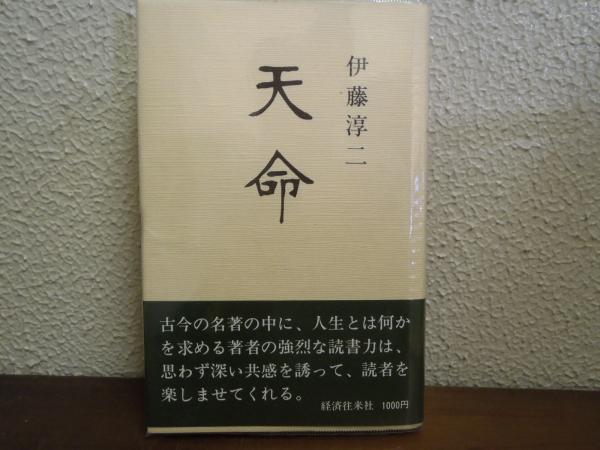 伊藤淳二
天命
古今の名著の中に、人生とは何か
を求める著者の強烈な読書力は、
思わず深い共感を誘って、読者を
楽しませてくれる。
経済往来社 1000円